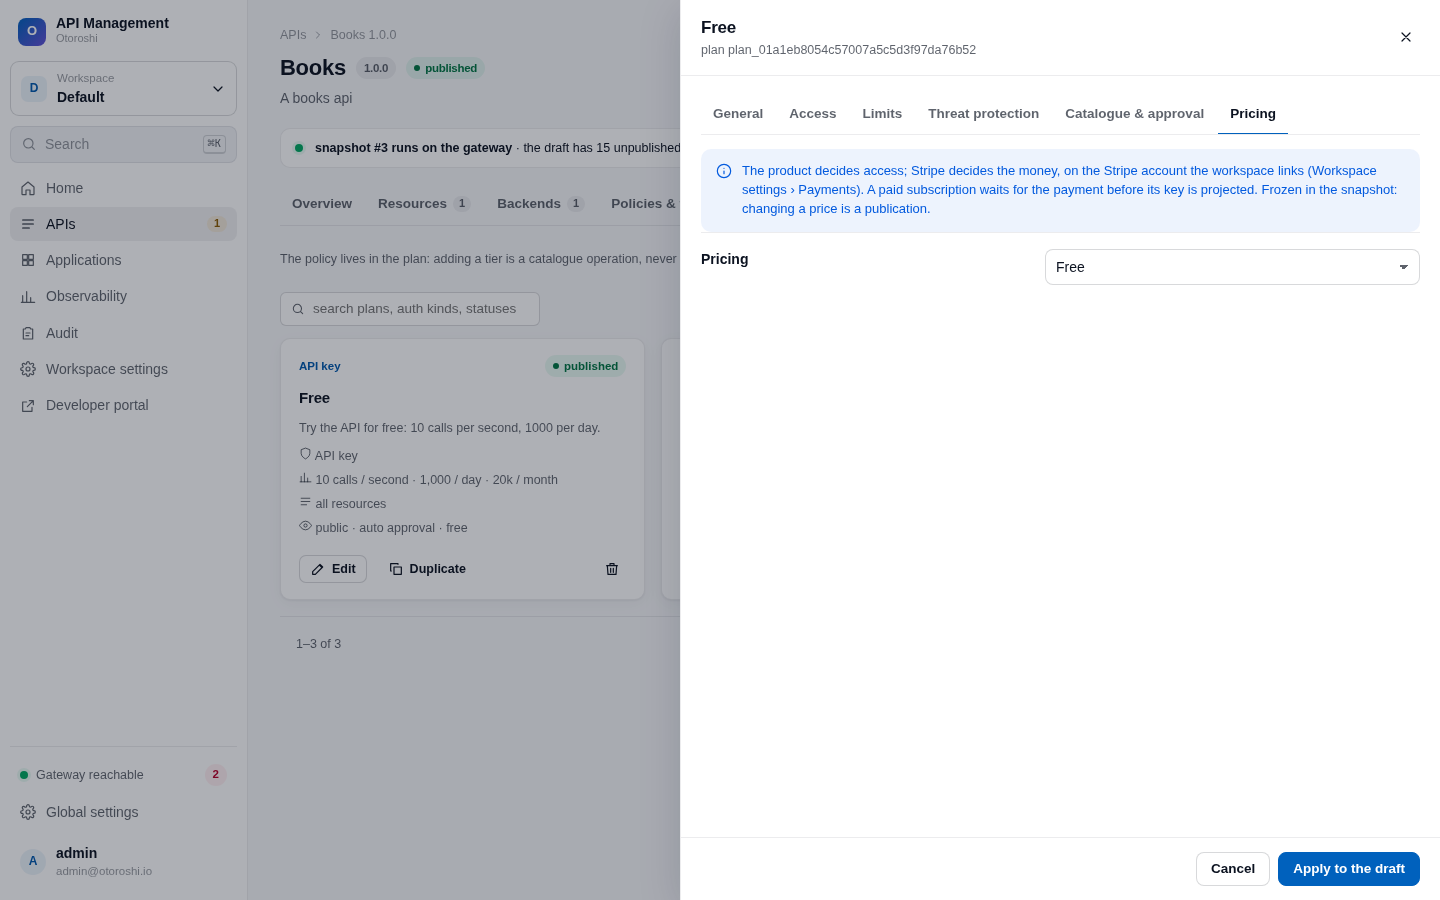 O
API Management
Otoroshi
D
Workspace
Default
Search
⌘K
Home
APIs
1
Applications
Observability
Audit
Workspace settings
Developer portal
Gateway reachable
2
Global settings
A
admin
admin@otoroshi.io
APIs
Books 1.0.0
Books
1.0.0
published
A books api
snapshot #3 runs on the gateway · the draft has 15 unpublished
Overview
Resources 1
Backends 1
Policies &
The policy lives in the plan: adding a tier is a catalogue operation, never
search plans, auth kinds, statuses
API key
published
Free
Try the API for free: 10 calls per second, 1000 per day.
API key
10 calls / second · 1,000 / day · 20k / month
all resources
public · auto approval · free
Edit
Duplicate
1–3 of 3
Free
plan plan_01a1eb8054c57007a5c5d3f97da76b52
General
Access
Limits
Threat protection
Catalogue & approval
Pricing
The product decides access; Stripe decides the money, on the Stripe account the workspace links (Workspace
settings › Payments). A paid subscription waits for the payment before its key is projected. Frozen in the snapshot:
changing a price is a publication.
Pricing
Free
Cancel
Apply to the draft